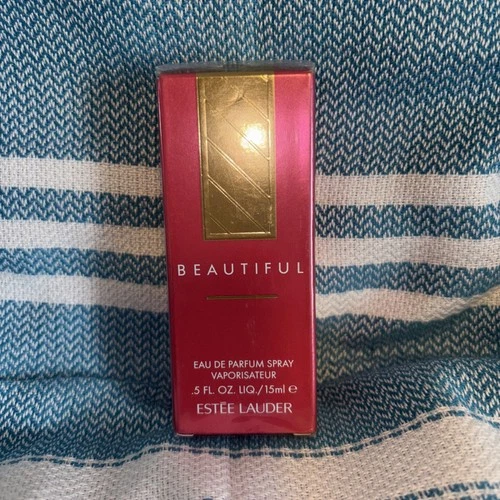 BEAUTIFUL
EAU DE PARFUM SPRAY
VAPORISATEUR
.5 FL. OZ. LIQ./15ml ℮
ESTĒE LAUDER